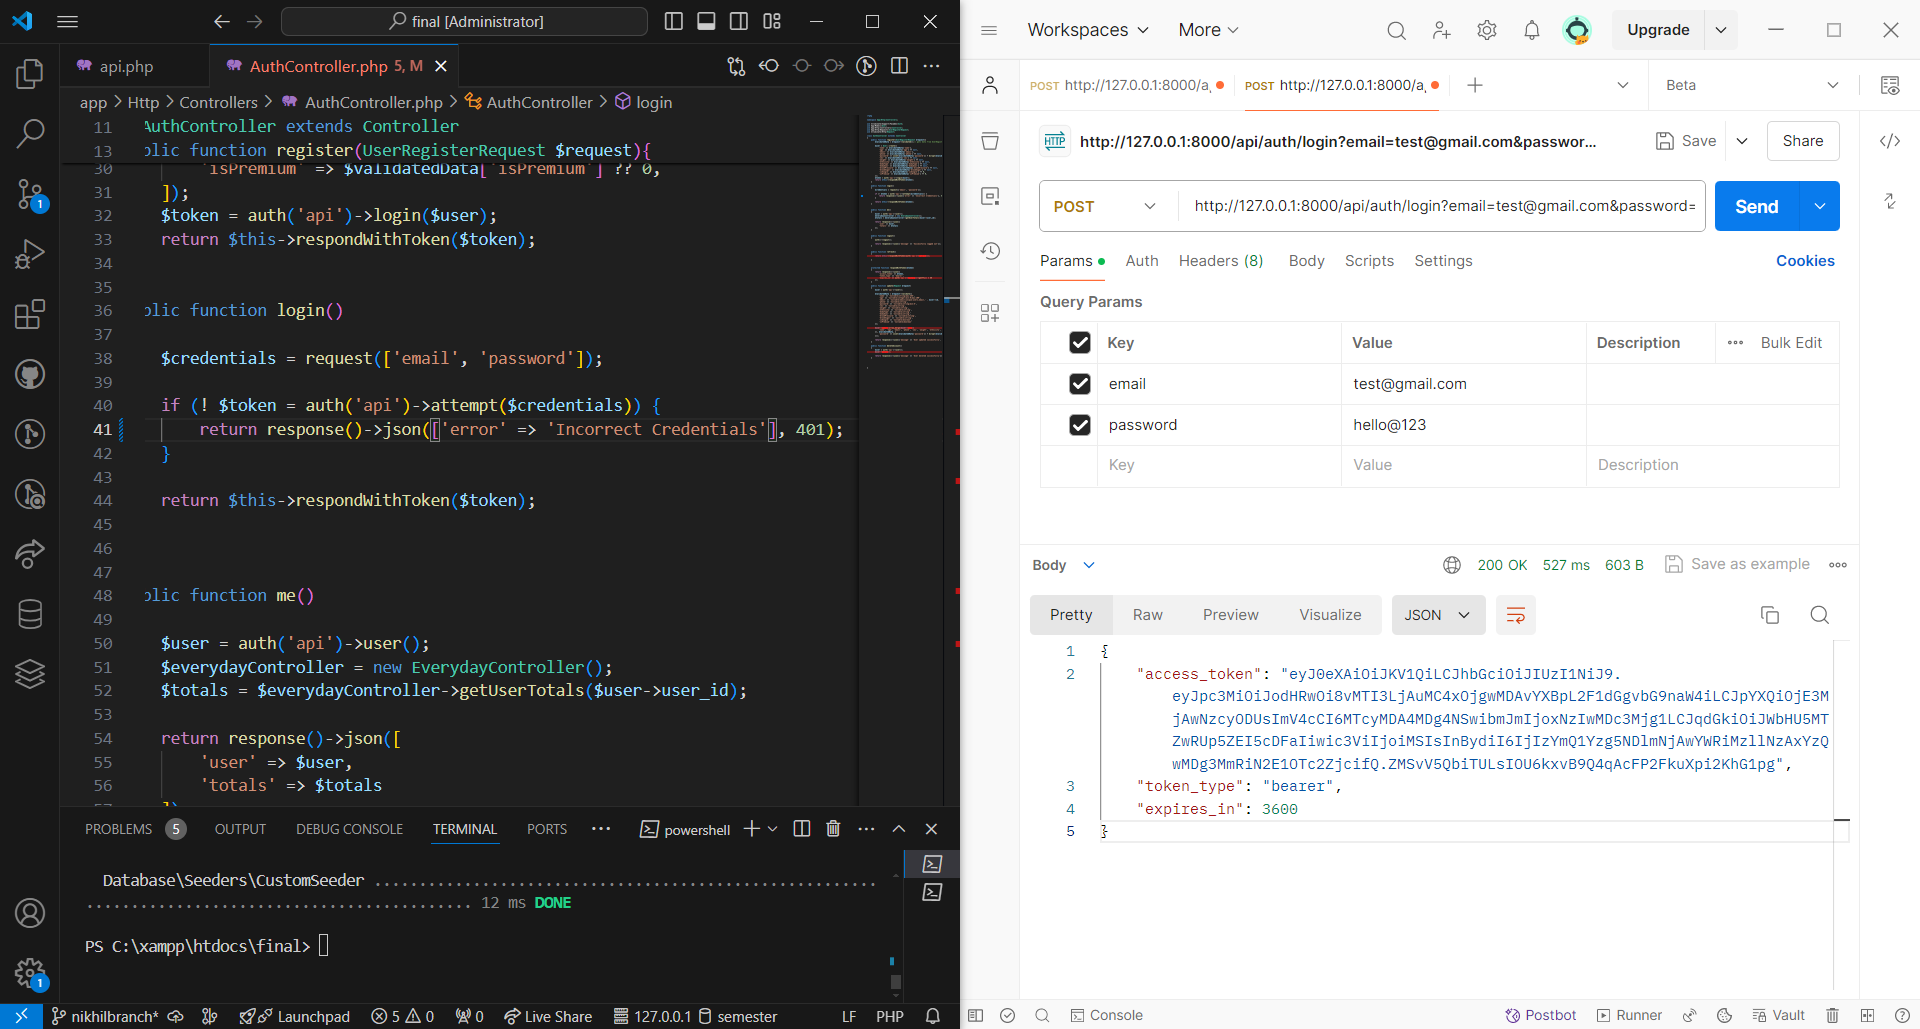 final [Administrator]
api.php
AuthController.php 5, M
app > Http > Controllers > AuthController.php > AuthController > login
11 AuthController extends Controller
13 blic function register(UserRegisterRequest $request){
30 'isPremium' => $validatedData['isPremium'] ?? 0,
31 ]);
32 $token = auth('api')->login($user);
33 return $this->respondWithToken($token);
34
35
36 blic function login()
37
38 $credentials = request(['email', 'password']);
39
40 if (! $token = auth('api')->attempt($credentials)) {
41 return response()->json(['error' => 'Incorrect Credentials'], 401);
42 }
43
44 return $this->respondWithToken($token);
45
46
47
48 blic function me()
49
50 $user = auth('api')->user();
51 $everydayController = new EverydayController();
52 $totals = $everydayController->getUserTotals($user->user_id);
53
54 return response()->json([
55 'user' => $user,
56 'totals' => $totals
PROBLEMS 5 OUTPUT DEBUG CONSOLE TERMINAL PORTS ... powershell
Database\Seeders\CustomSeeder
12 ms DONE
PS C:\xampp\htdocs\final>
1
1
nikhilbranch* Launchpad 5 0 0 Live Share 127.0.0.1 semester LF PHP
Workspaces More Upgrade
POST http://127.0.0.1:8000/a, POST http://127.0.0.1:8000/a, Beta
HTTP http://127.0.0.1:8000/api/auth/login?email=test@gmail.com&passwor... Save Share
POST http://127.0.0.1:8000/api/auth/login?email=test@gmail.com&password= Send
Params Auth Headers (8) Body Scripts Settings Cookies
Query Params
Key Value Description Bulk Edit
email test@gmail.com
password hello@123
Key Value Description
Body 200 OK 527 ms 603 B Save as example
Pretty Raw Preview Visualize JSON
1 {
2 "access_token": "eyJ0eXAiOiJKV1QiLCJhbGciOiJIUzI1NiJ9.
eyJpc3MiOiJodHRwOi8vMTI3LjAuMC4xOjgwMDAvYXBpL2F1dGgvbG9naW4iLCJpYXQiOjE3M
jAwNzcyODUsImV4cCI6MTcyMDA4MDg4NSwibmJmIjoxNzIwMDc3Mjg1LCJqdGkiOiJWbHU5MT
ZwRUp5ZEI5cDFaIiwic3ViIjoiMSIsInBydiI6IjIzYmQ1Yzg5NDlmNjAwYWRiMzllNzAxYzQ
wMDg3MmRiN2E1OTc2ZjcifQ.ZMSvV5QbiTULsIOU6kxvB9Q4qAcFP2FkuXpi2KhG1pg",
3 "token_type": "bearer",
4 "expires_in": 3600
5 }
Console Postbot Runner Vault